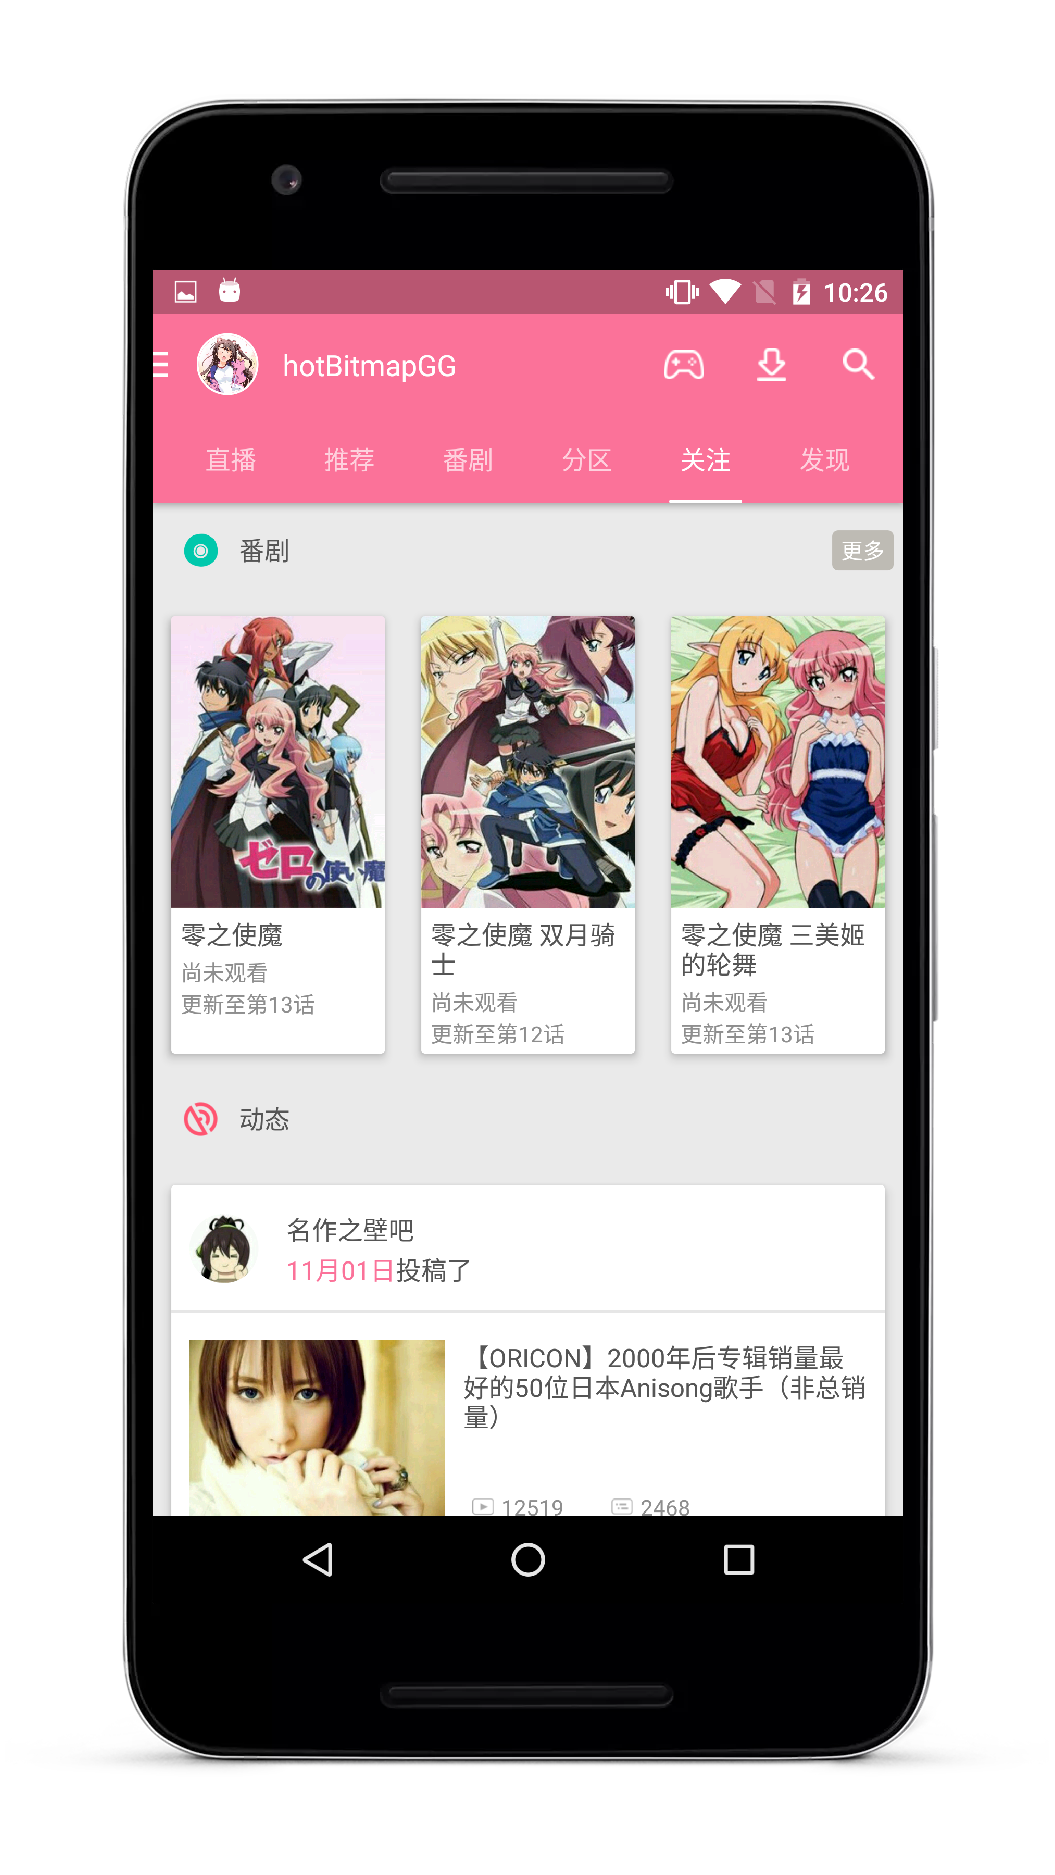 10:26
hotBitmapGG
直播 推荐 番剧 分区 关注 发现
番剧 更多
ゼロの使い魔
零之使魔
尚未观看
更新至第13话
零之使魔 双月骑
士
尚未观看
更新至第12话
零之使魔 三美姬
的轮舞
尚未观看
更新至第13话
动态
名作之壁吧
11月01日投稿了
【ORICON】2000年后专辑销量最
好的50位日本Anisong歌手（非总销
量）
12519 2468